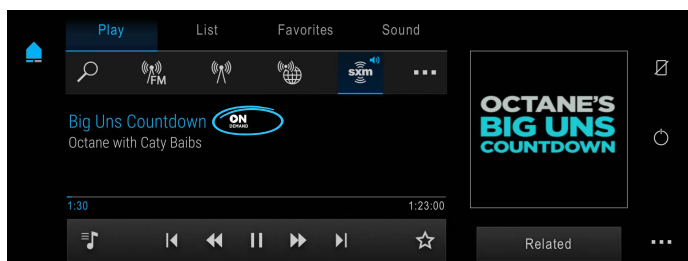 Play List Favorites Sound
FM
sxm
Big Uns Countdown ON DEMAND
Octane with Caty Baibs
1:30 1:23:00
OCTANE'S
BIG UNS
COUNTDOWN
Related